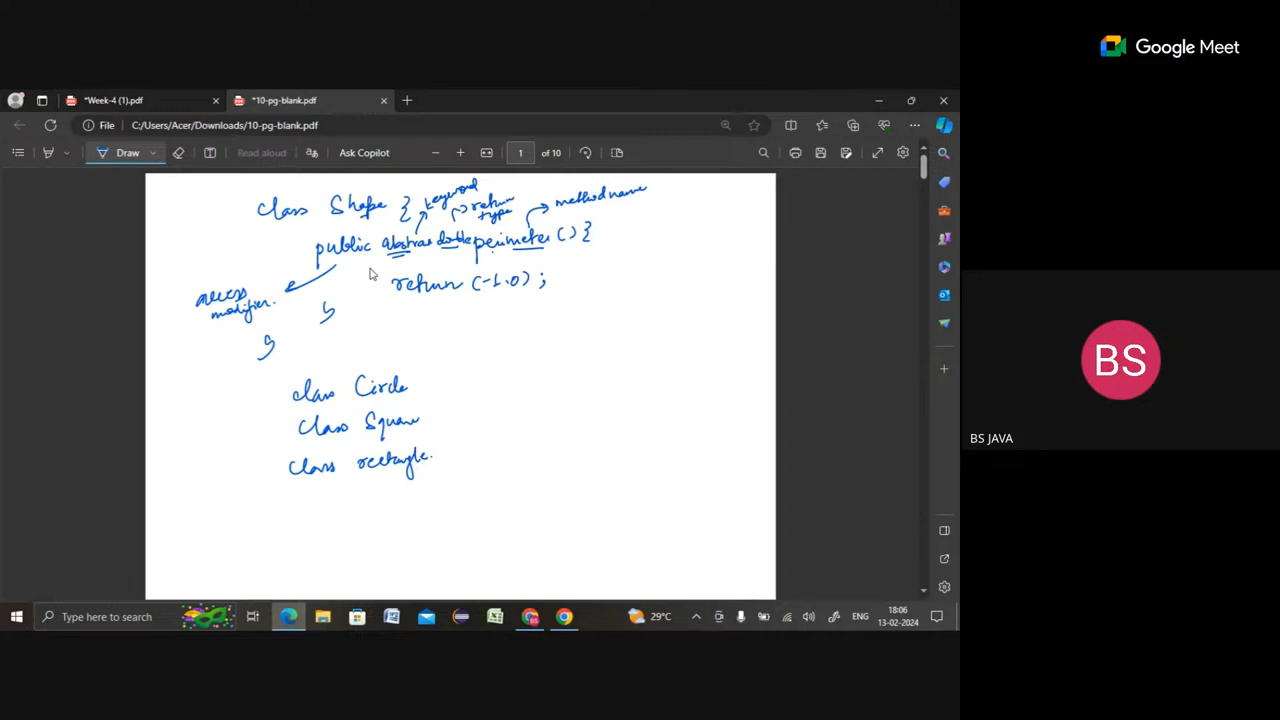 Google Meet
*Week-4 (1).pdf
*10-pg-blank.pdf
File
C:/Users/Acer/Downloads/10-pg-blank.pdf
Draw
Read aloud
Ask Copilot
1 of 10
class Shape {
keyword
return type
method name
public abstrac double perimeter () {
access modifier.
return (-1.0) ;
}
}
class Circle
class Square
class rectangle.
BS
BS JAVA
Type here to search
29°C
ENG
18:06
13-02-2024